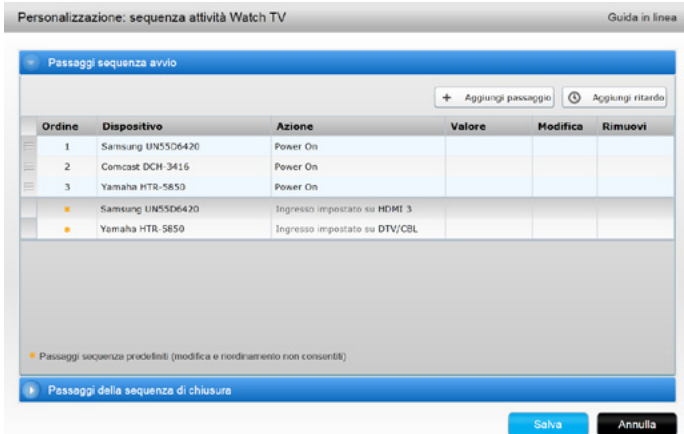 Personalizzazione: sequenza attività Watch TV Guida in linea
Passaggi sequenza avvio
+ Aggiungi passaggio Aggiungi ritardo
Ordine Dispositivo Azione Valore Modifica Rimuovi
1 Samsung UN55D6420 Power On
2 Comcast DCH-3416 Power On
3 Yamaha HTR-5850 Power On
Samsung UN55D6420 Ingresso impostato su HDMI 3
Yamaha HTR-5850 Ingresso impostato su DTV/CBL
Passaggi sequenza predefiniti (modifica e riordinamento non consentiti)
Passaggi della sequenza di chiusura
Salva Annulla